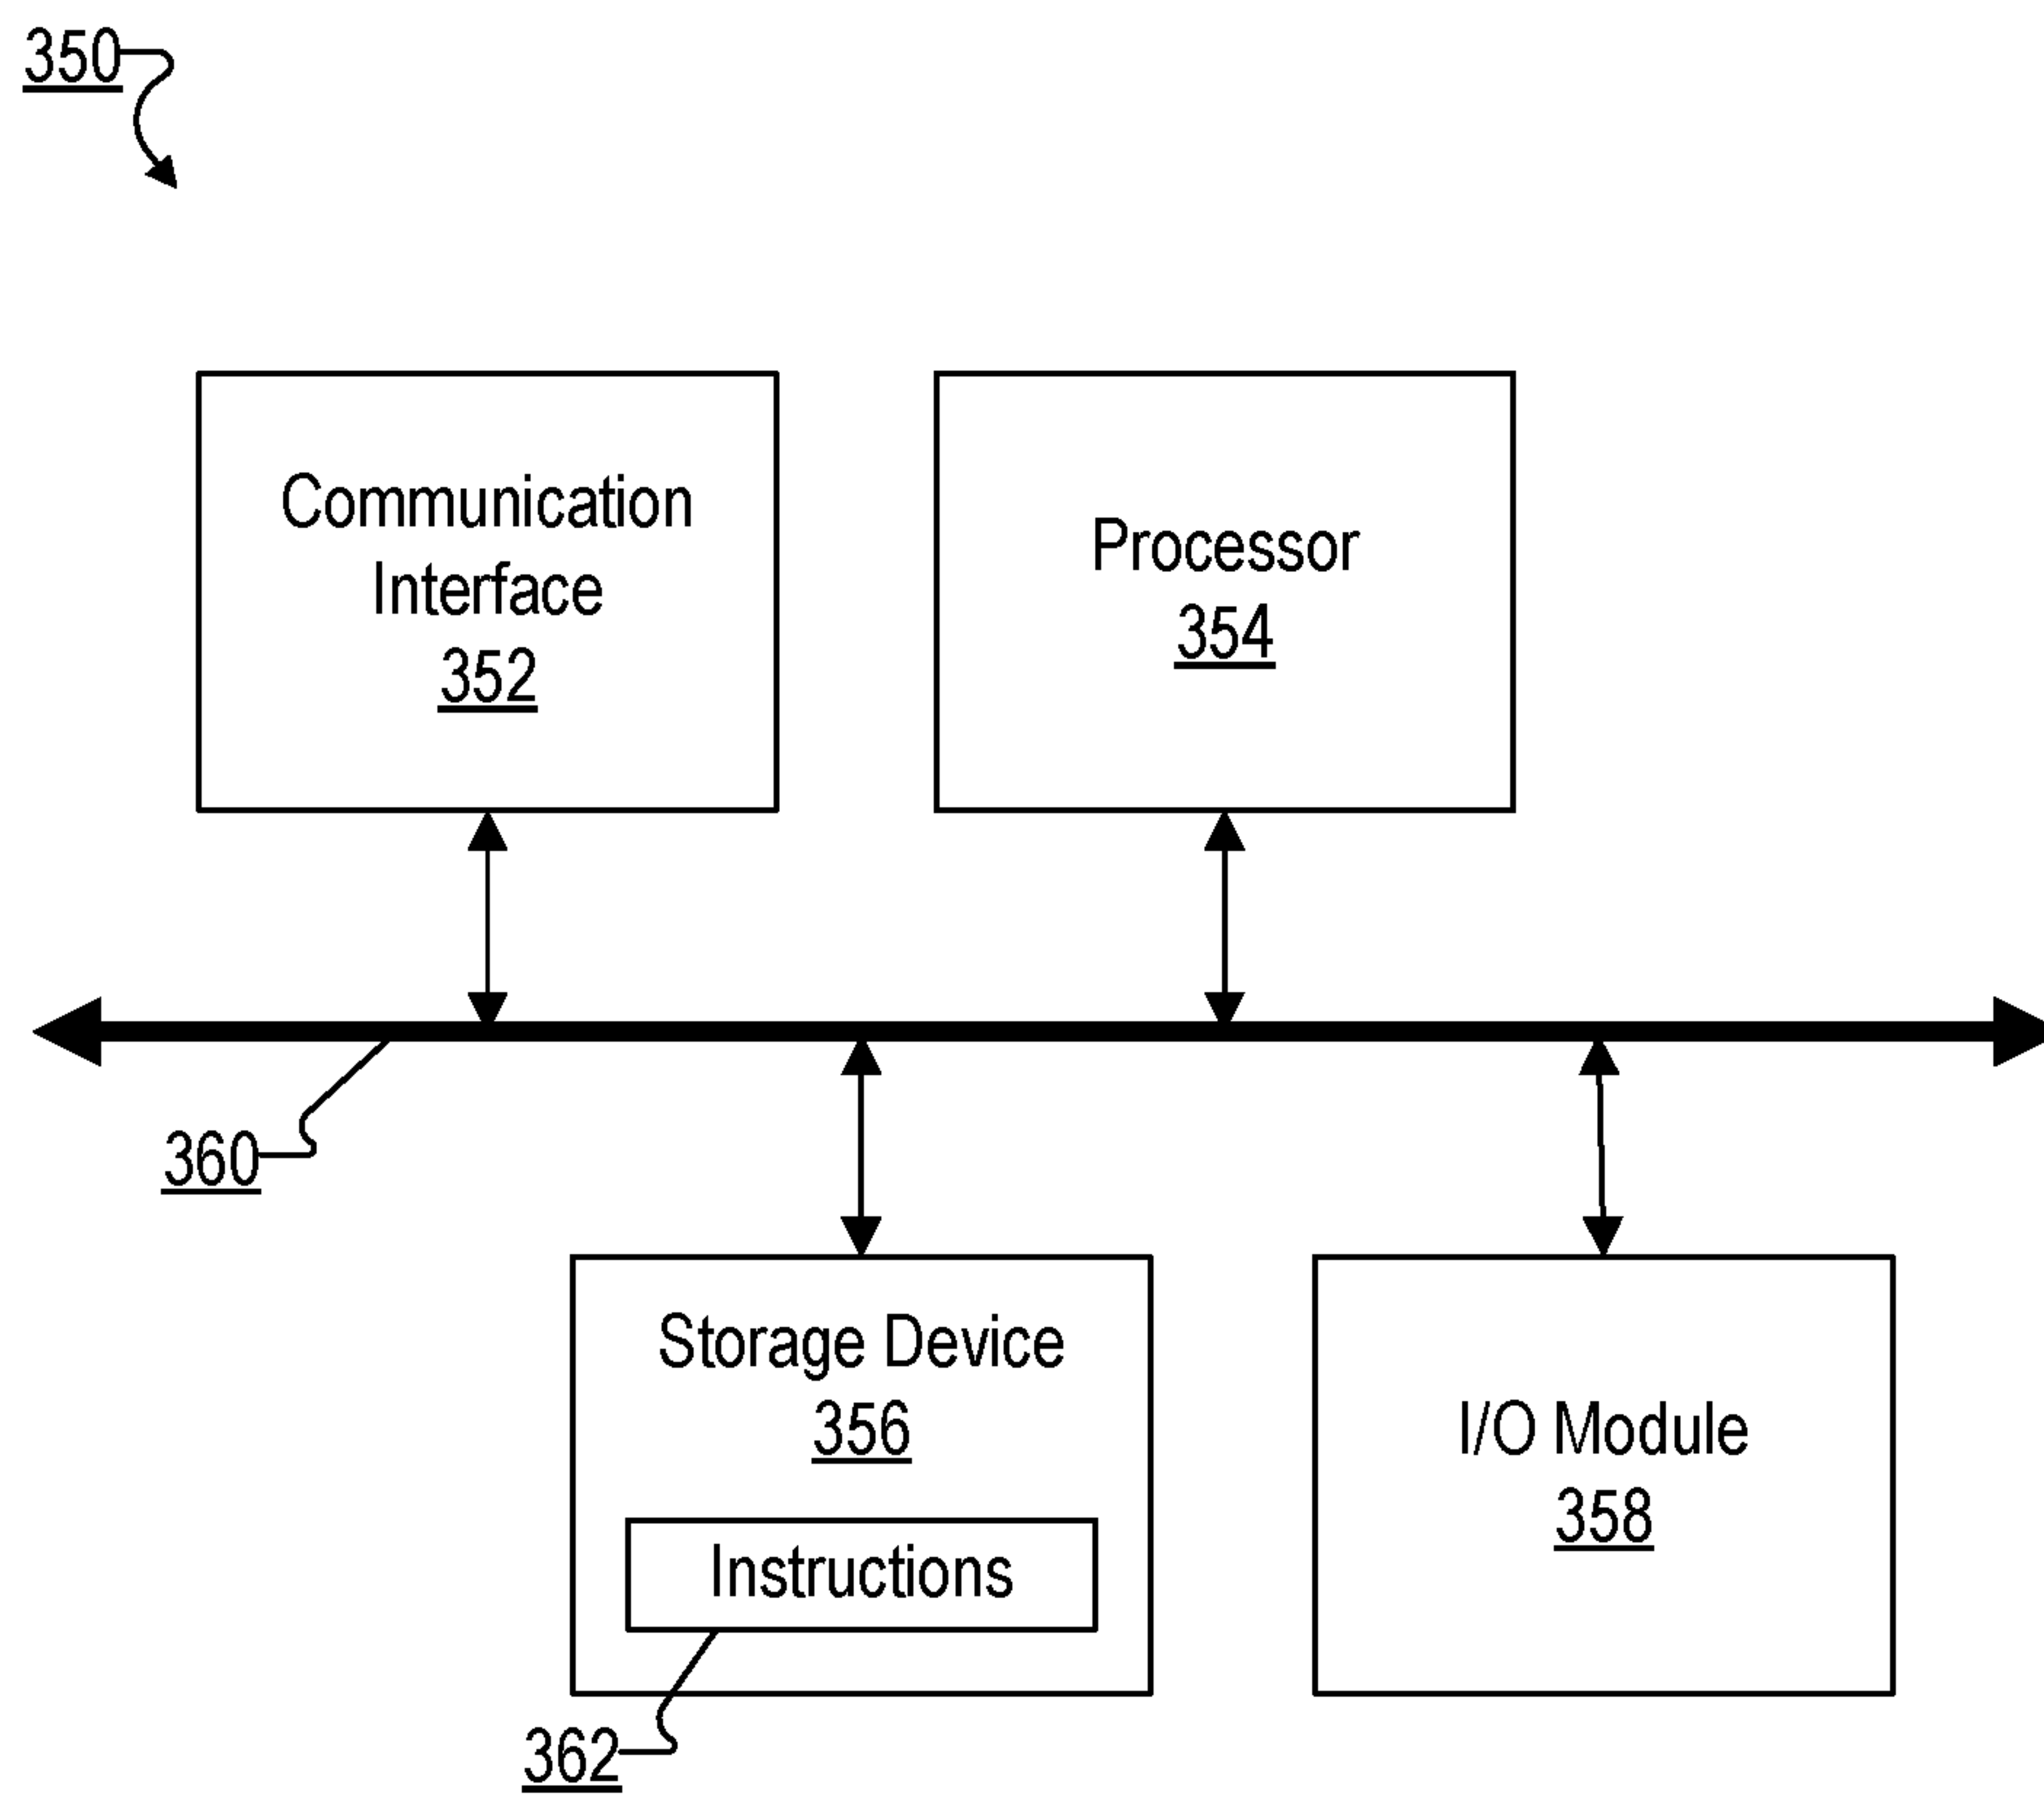 350
Communication
Interface
352
Processor
354
360
Storage Device
356
Instructions
I/O Module
358
362